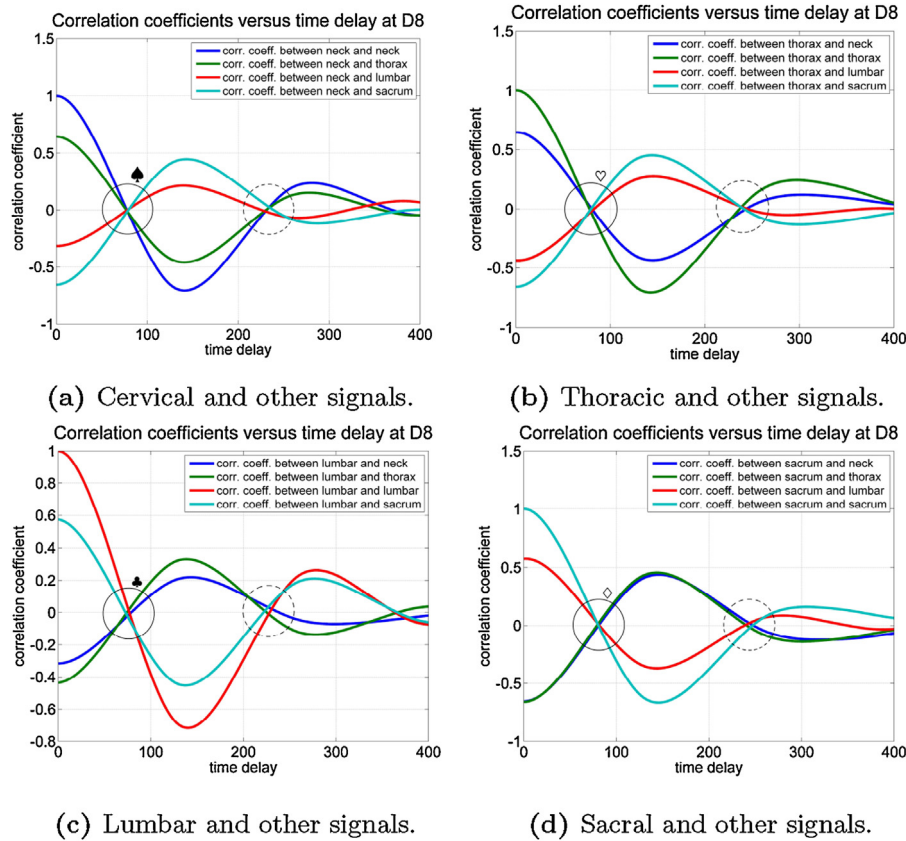 Correlation coefficients versus time delay at D8
corr. coeff. between neck and neck
corr. coeff. between neck and thorax
corr. coeff. between neck and lumbar
corr. coeff. between neck and sacrum
correlation coefficient
1.5
1
0.5
0
-0.5
-1
♠
0 100 200 300 400
time delay
(a) Cervical and other signals.
Correlation coefficients versus time delay at D8
corr. coeff. between thorax and neck
corr. coeff. between thorax and thorax
corr. coeff. between thorax and lumbar
corr. coeff. between thorax and sacrum
correlation coefficient
1.5
1
0.5
0
-0.5
-1
♡
0 100 200 300 400
time delay
(b) Thoracic and other signals.
Correlation coefficients versus time delay at D8
corr. coeff. between lumbar and neck
corr. coeff. between lumbar and thorax
corr. coeff. between lumbar and lumbar
corr. coeff. between lumbar and sacrum
correlation coefficient
1
0.8
0.6
0.4
0.2
0
-0.2
-0.4
-0.6
-0.8
♣
0 100 200 300 400
time delay
(c) Lumbar and other signals.
Correlation coefficients versus time delay at D8
corr. coeff. between sacrum and neck
corr. coeff. between sacrum and thorax
corr. coeff. between sacrum and lumbar
corr. coeff. between sacrum and sacrum
correlation coefficient
1.5
1
0.5
0
-0.5
-1
♢
0 100 200 300 400
time delay
(d) Sacral and other signals.